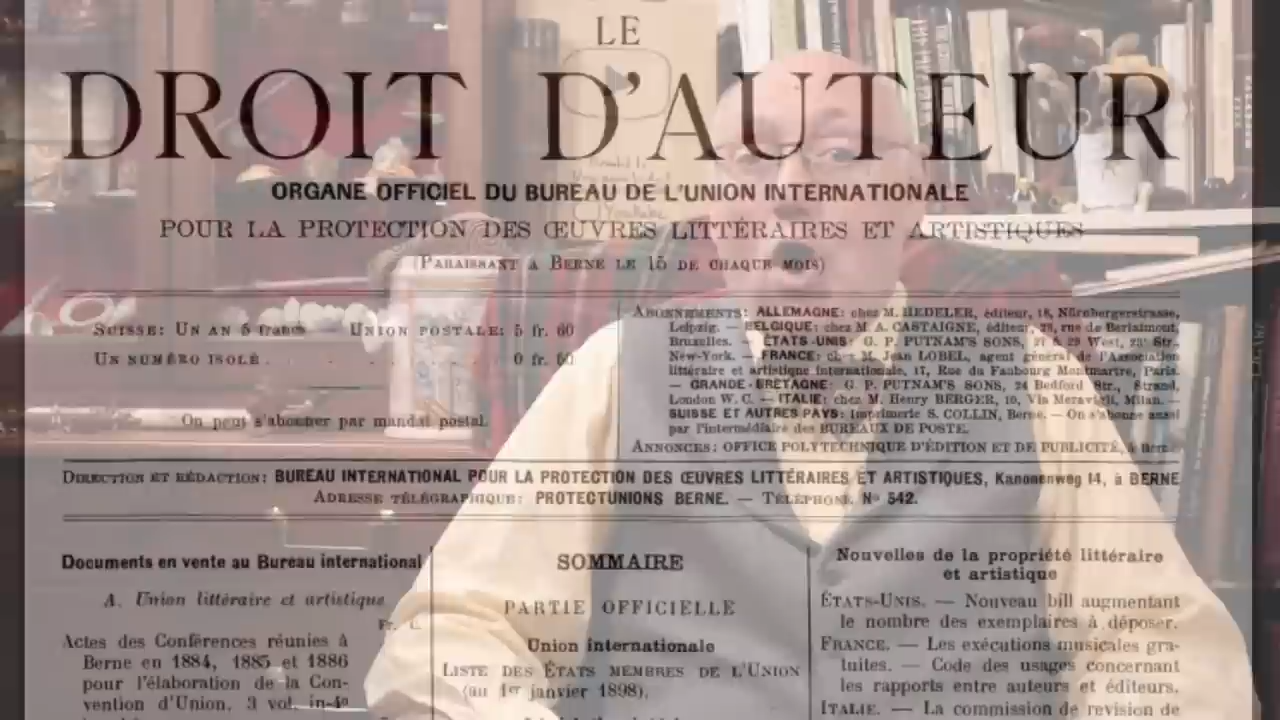 LE
DROIT D'AUTEUR
ORGANE OFFICIEL DU BUREAU DE L'UNION INTERNATIONALE
POUR LA PROTECTION DES ŒUVRES LITTÉRAIRES ET ARTISTIQUES
(PARAISSANT A BERNE LE 15 DE CHAQUE MOIS)
SUISSE: UN AN 5 francs UNION POSTALE: 5 fr. 60
UN NUMÉRO ISOLÉ 0 fr. 50
On peut s'abonner par mandat postal.
ABONNEMENTS: ALLEMAGNE: chez M. HEDELER, éditeur, 18, Nürnbergerstrasse,
Leipzig. — BELGIQUE: chez M. A. CASTAIGNE, éditeur, 28, rue de Berlaimont,
Bruxelles. — ÉTATS-UNIS: G. P. PUTNAM'S SONS, 27 & 29 West, 23d Str.,
New-York. — FRANCE: chez M. Jean LOBEL, agent général de l'Association
littéraire et artistique internationale, 17, Rue du Faubourg Montmartre, Paris.
— GRANDE-BRETAGNE: G. P. PUTNAM'S SONS, 24 Bedford Str., Strand,
London W. C. — ITALIE: chez M. Henry BERGER, 10, Via Meravigli, Milan. —
SUISSE ET AUTRES PAYS: Imprimerie S. COLLIN, Berne. — On s'abonne aussi
par l'intermédiaire des BUREAUX DE POSTE.
ANNONCES: OFFICE POLYTECHNIQUE D'ÉDITION ET DE PUBLICITÉ, à Berne
DIRECTION ET RÉDACTION: BUREAU INTERNATIONAL POUR LA PROTECTION DES ŒUVRES LITTÉRAIRES ET ARTISTIQUES, Kanonenweg 14, à BERNE
ADRESSE TÉLÉGRAPHIQUE: PROTECTUNIONS BERNE. — TÉLÉPHONE Nº 542.
Documents en vente au Bureau international
A. Union littéraire et artistique
Fr. C.
Actes des Conférences réunies à
Berne en 1884, 1885 et 1886
pour l'élaboration de la Con-
vention d'Union, 3 vol. in-4º
SOMMAIRE
PARTIE OFFICIELLE
Union internationale
LISTE DES ÉTATS MEMBRES DE L'UNION
(au 1er janvier 1898).
Nouvelles de la propriété littéraire
et artistique
ÉTATS-UNIS. — Nouveau bill augmentant
le nombre des exemplaires à déposer.
FRANCE. — Les exécutions musicales gra-
tuites. — Code des usages concernant
les rapports entre auteurs et éditeurs.
ITALIE. — La commission de revision de